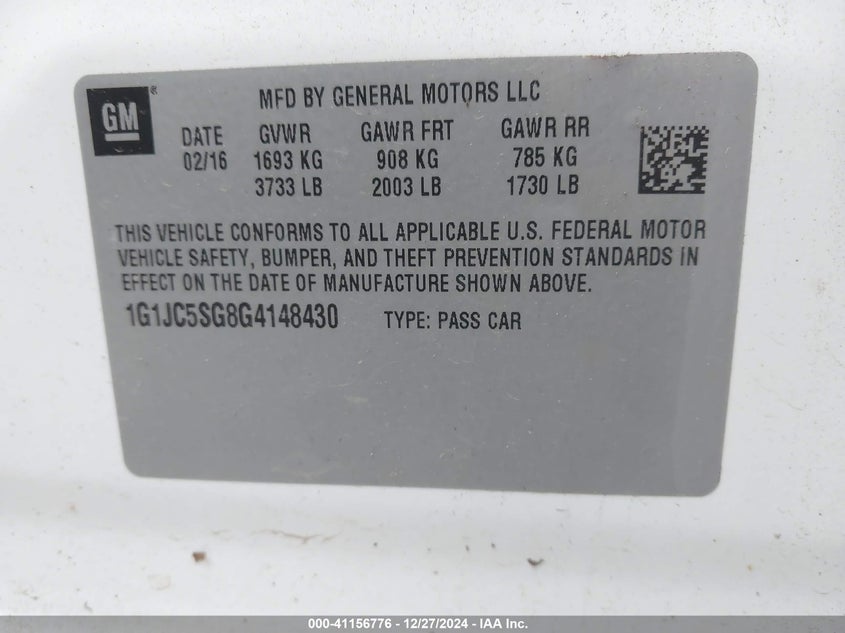 GM®
MFD BY GENERAL MOTORS LLC
DATE GVWR GAWR FRT GAWR RR
02/16 1693 KG 908 KG 785 KG
3733 LB 2003 LB 1730 LB
THIS VEHICLE CONFORMS TO ALL APPLICABLE U.S. FEDERAL MOTOR
VEHICLE SAFETY, BUMPER, AND THEFT PREVENTION STANDARDS IN
EFFECT ON THE DATE OF MANUFACTURE SHOWN ABOVE.
1G1JC5SG8G4148430 TYPE: PASS CAR
000-41156776 – 12/27/2024 – IAA Inc.